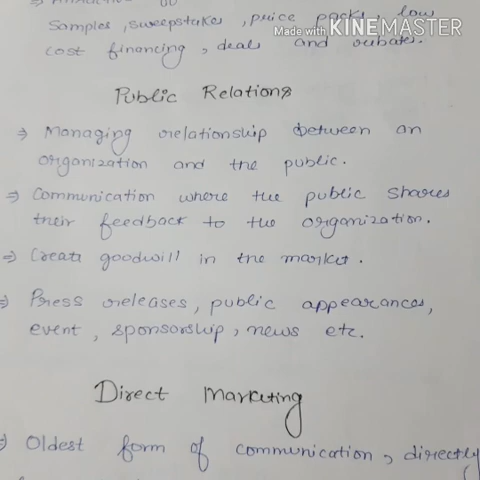 Samples, sweepstakes, price packs, low
Made with KINEMASTER
cost financing, deals and rebates.
Public Relations
⇒ Managing relationship between an
organization and the public.
⇒ Communication where the public shares
their feedback to the organization.
⇒ Create goodwill in the market.
⇒ Press releases, public appearances,
event, sponsorship, news etc.
Direct Marketing
⇒ Oldest form of communication, directly